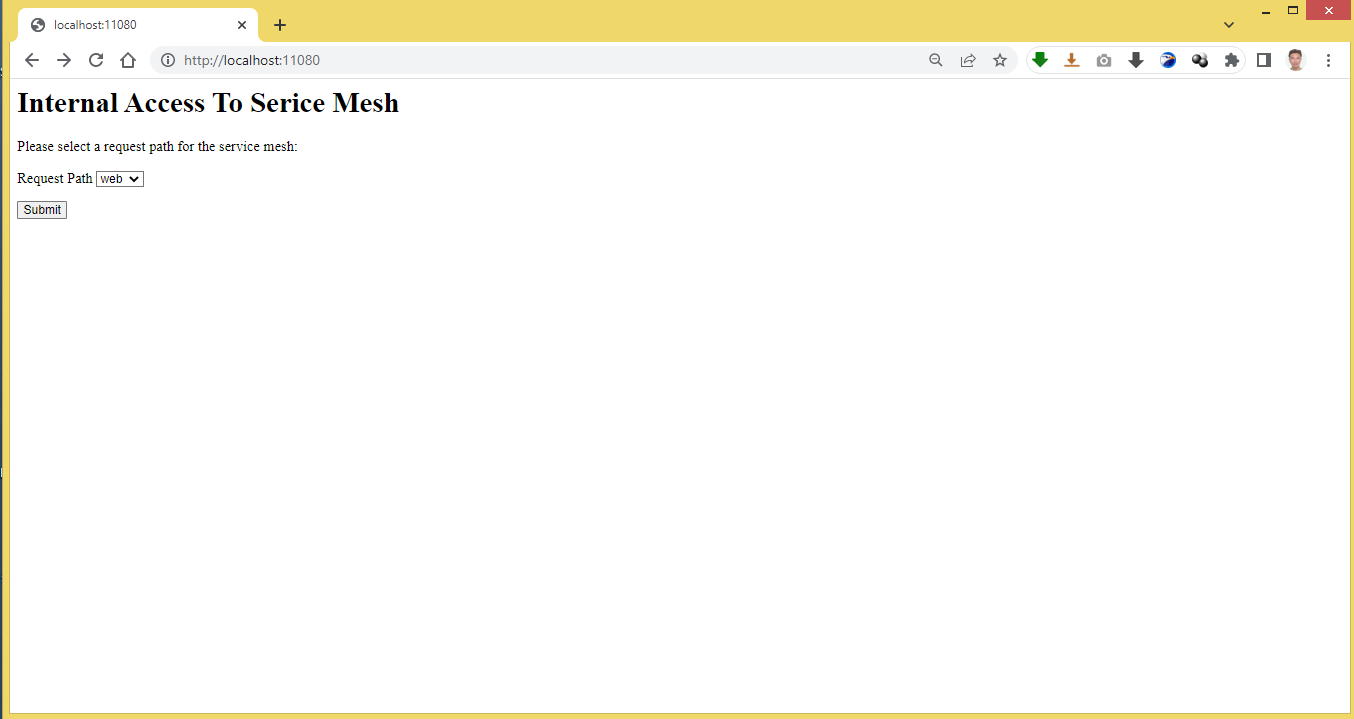 localhost:11080
http://localhost:11080
Internal Access To Serice Mesh
Please select a request path for the service mesh:
Request Path web
Submit